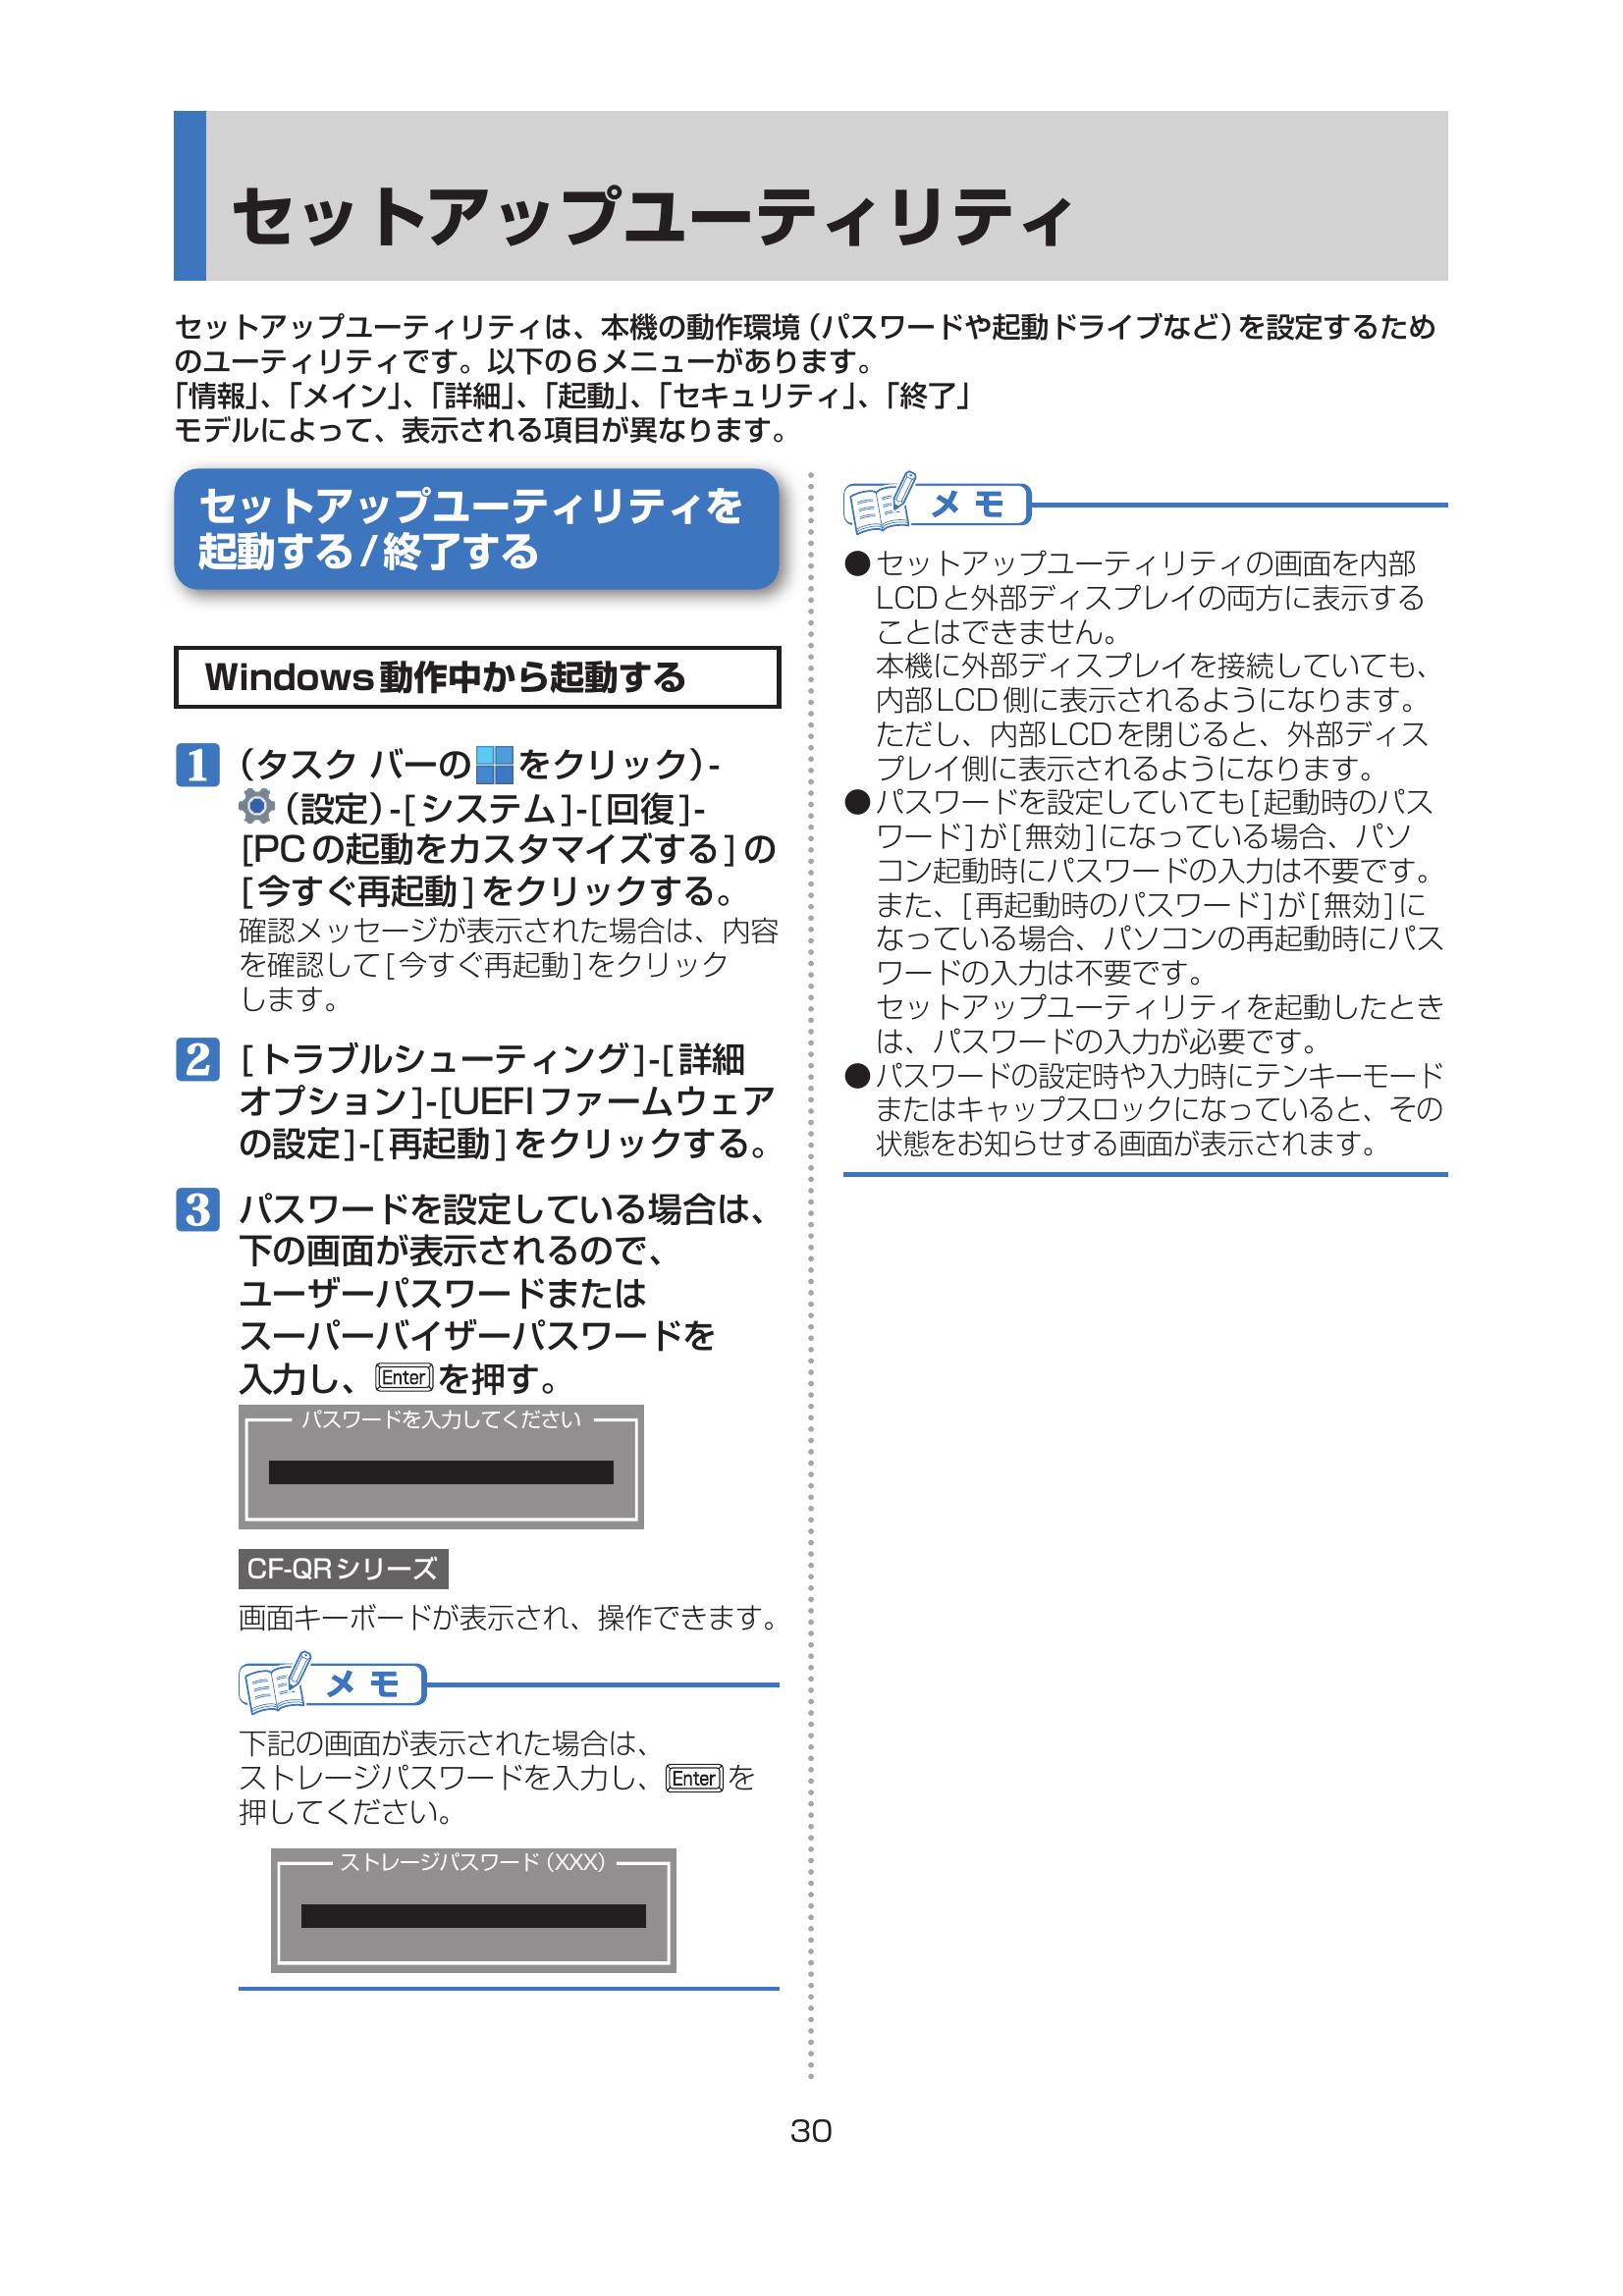 セットアップユーティリティ
セットアップユーティリティは、本機の動作環境（パスワードや起動ドライブなど）を設定するため
のユーティリティです。以下の6メニューがあります。
「情報」、「メイン」、「詳細」、「起動」、「セキュリティ」、「終了」
モデルによって、表示される項目が異なります。
セットアップユーティリティを
起動する/終了する
Windows動作中から起動する
1 （タスク バーの をクリック）-
（設定）-[システム]-[回復]-
[PCの起動をカスタマイズする]の
[今すぐ再起動]をクリックする。
確認メッセージが表示された場合は、内容
を確認して[今すぐ再起動]をクリック
します。
2 [トラブルシューティング]-[詳細
オプション]-[UEFIファームウェア
の設定]-[再起動]をクリックする。
3 パスワードを設定している場合は、
下の画面が表示されるので、
ユーザーパスワードまたは
スーパーバイザーパスワードを
入力し、Enterを押す。
パスワードを入力してください
CF-QRシリーズ
画面キーボードが表示され、操作できます。
メモ
下記の画面が表示された場合は、
ストレージパスワードを入力し、Enterを
押してください。
ストレージパスワード（XXX）
メモ
●セットアップユーティリティの画面を内部
LCDと外部ディスプレイの両方に表示する
ことはできません。
本機に外部ディスプレイを接続していても、
内部LCD側に表示されるようになります。
ただし、内部LCDを閉じると、外部ディス
プレイ側に表示されるようになります。
●パスワードを設定していても[起動時のパス
ワード]が[無効]になっている場合、パソ
コン起動時にパスワードの入力は不要です。
また、[再起動時のパスワード]が[無効]に
なっている場合、パソコンの再起動時にパス
ワードの入力は不要です。
セットアップユーティリティを起動したとき
は、パスワードの入力が必要です。
●パスワードの設定時や入力時にテンキーモード
またはキャップスロックになっていると、その
状態をお知らせする画面が表示されます。
30